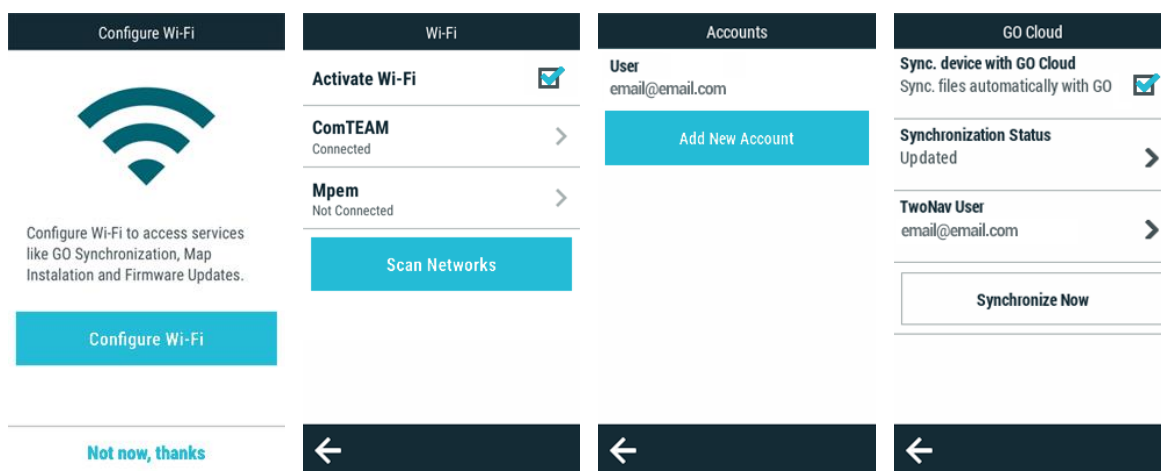 Configure Wi-Fi
Configure Wi-Fi to access services
like GO Synchronization, Map
Instalation and Firmware Updates.
Configure Wi-Fi
Not now, thanks
Wi-Fi
Activate Wi-Fi
ComTEAM
Connected
Mpem
Not Connected
Scan Networks
Accounts
User
email@email.com
Add New Account
GO Cloud
Sync. device with GO Cloud
Sync. files automatically with GO
Synchronization Status
Updated
TwoNav User
email@email.com
Synchronize Now